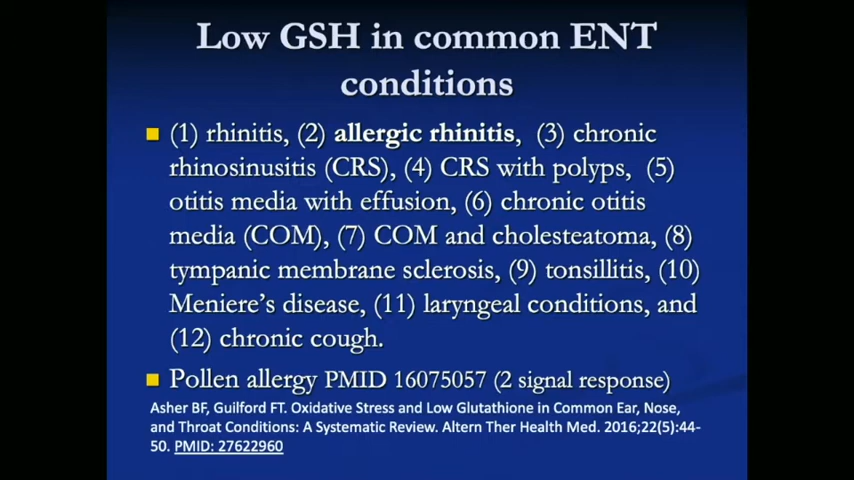 Low GSH in common ENT
conditions
(1) rhinitis, (2) allergic rhinitis, (3) chronic
rhinosinusitis (CRS), (4) CRS with polyps, (5)
otitis media with effusion, (6) chronic otitis
media (COM), (7) COM and cholesteatoma, (8)
tympanic membrane sclerosis, (9) tonsillitis, (10)
Meniere's disease, (11) laryngeal conditions, and
(12) chronic cough.
Pollen allergy PMID 16075057 (2 signal response)
Asher BF, Guilford FT. Oxidative Stress and Low Glutathione in Common Ear, Nose,
and Throat Conditions: A Systematic Review. Altern Ther Health Med. 2016;22(5):44-
50. PMID: 27622960